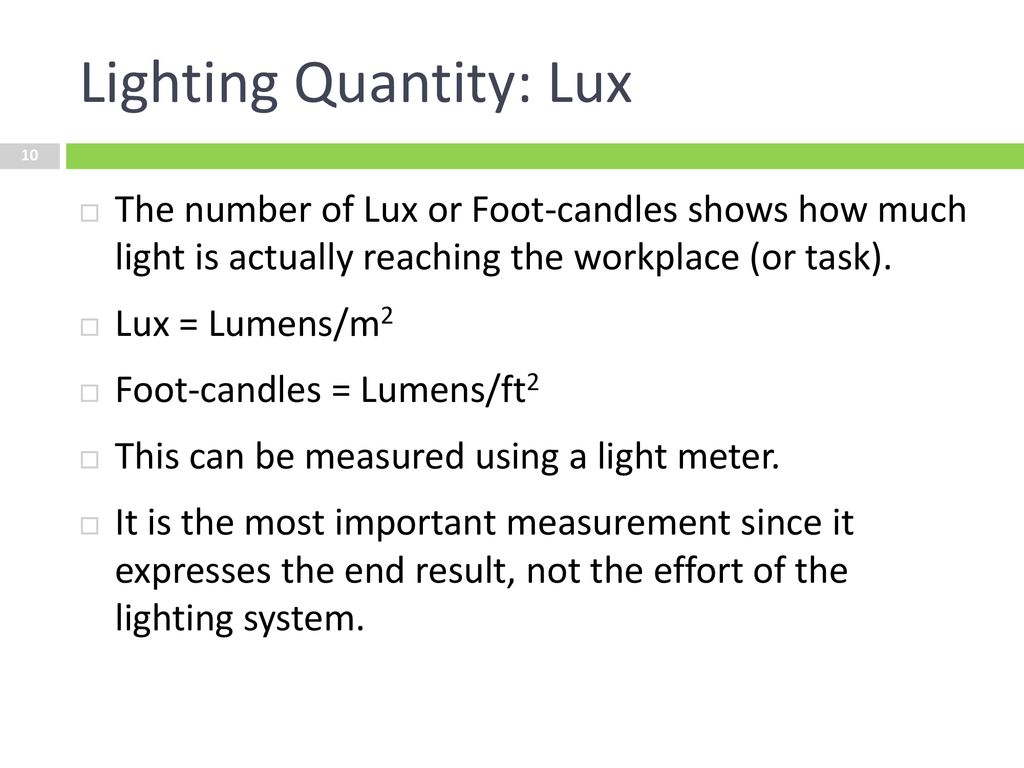 Lighting Quantity: Lux
10
The number of Lux or Foot-candles shows how much
light is actually reaching the workplace (or task).
Lux = Lumens/m²
Foot-candles = Lumens/ft²
This can be measured using a light meter.
It is the most important measurement since it
expresses the end result, not the effort of the
lighting system.